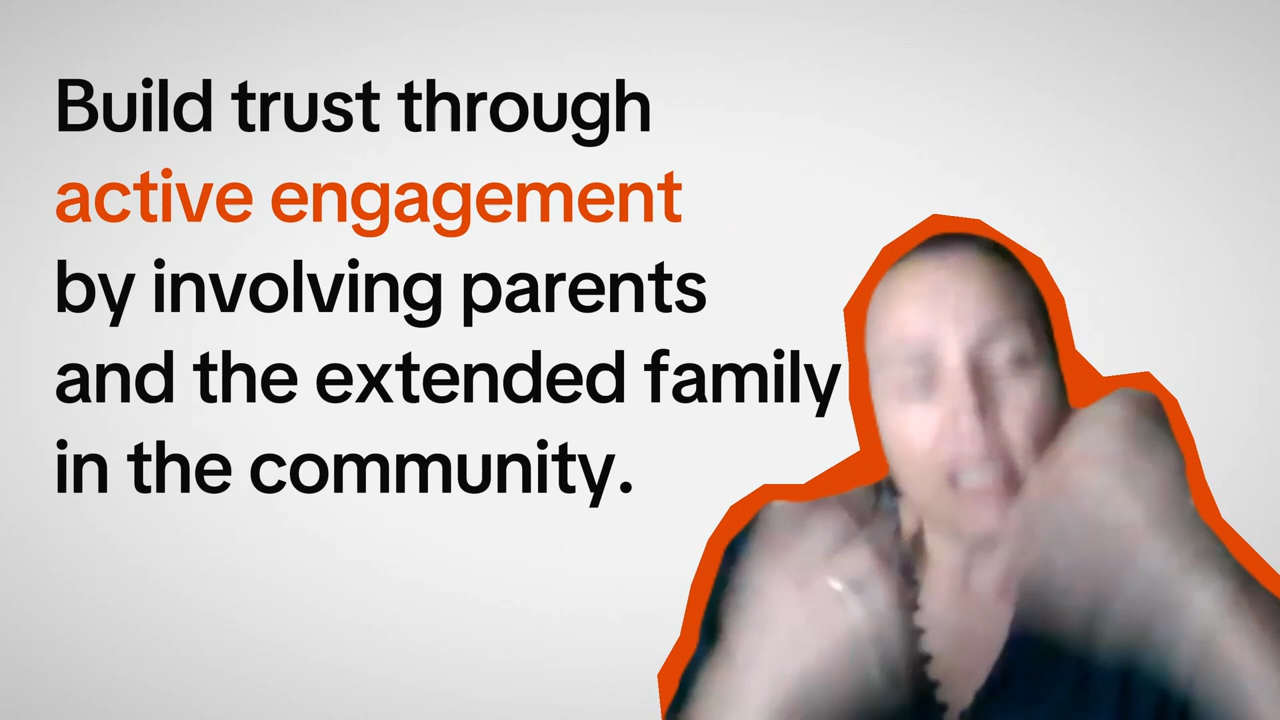 Build trust through
active engagement
by involving parents
and the extended family
in the community.